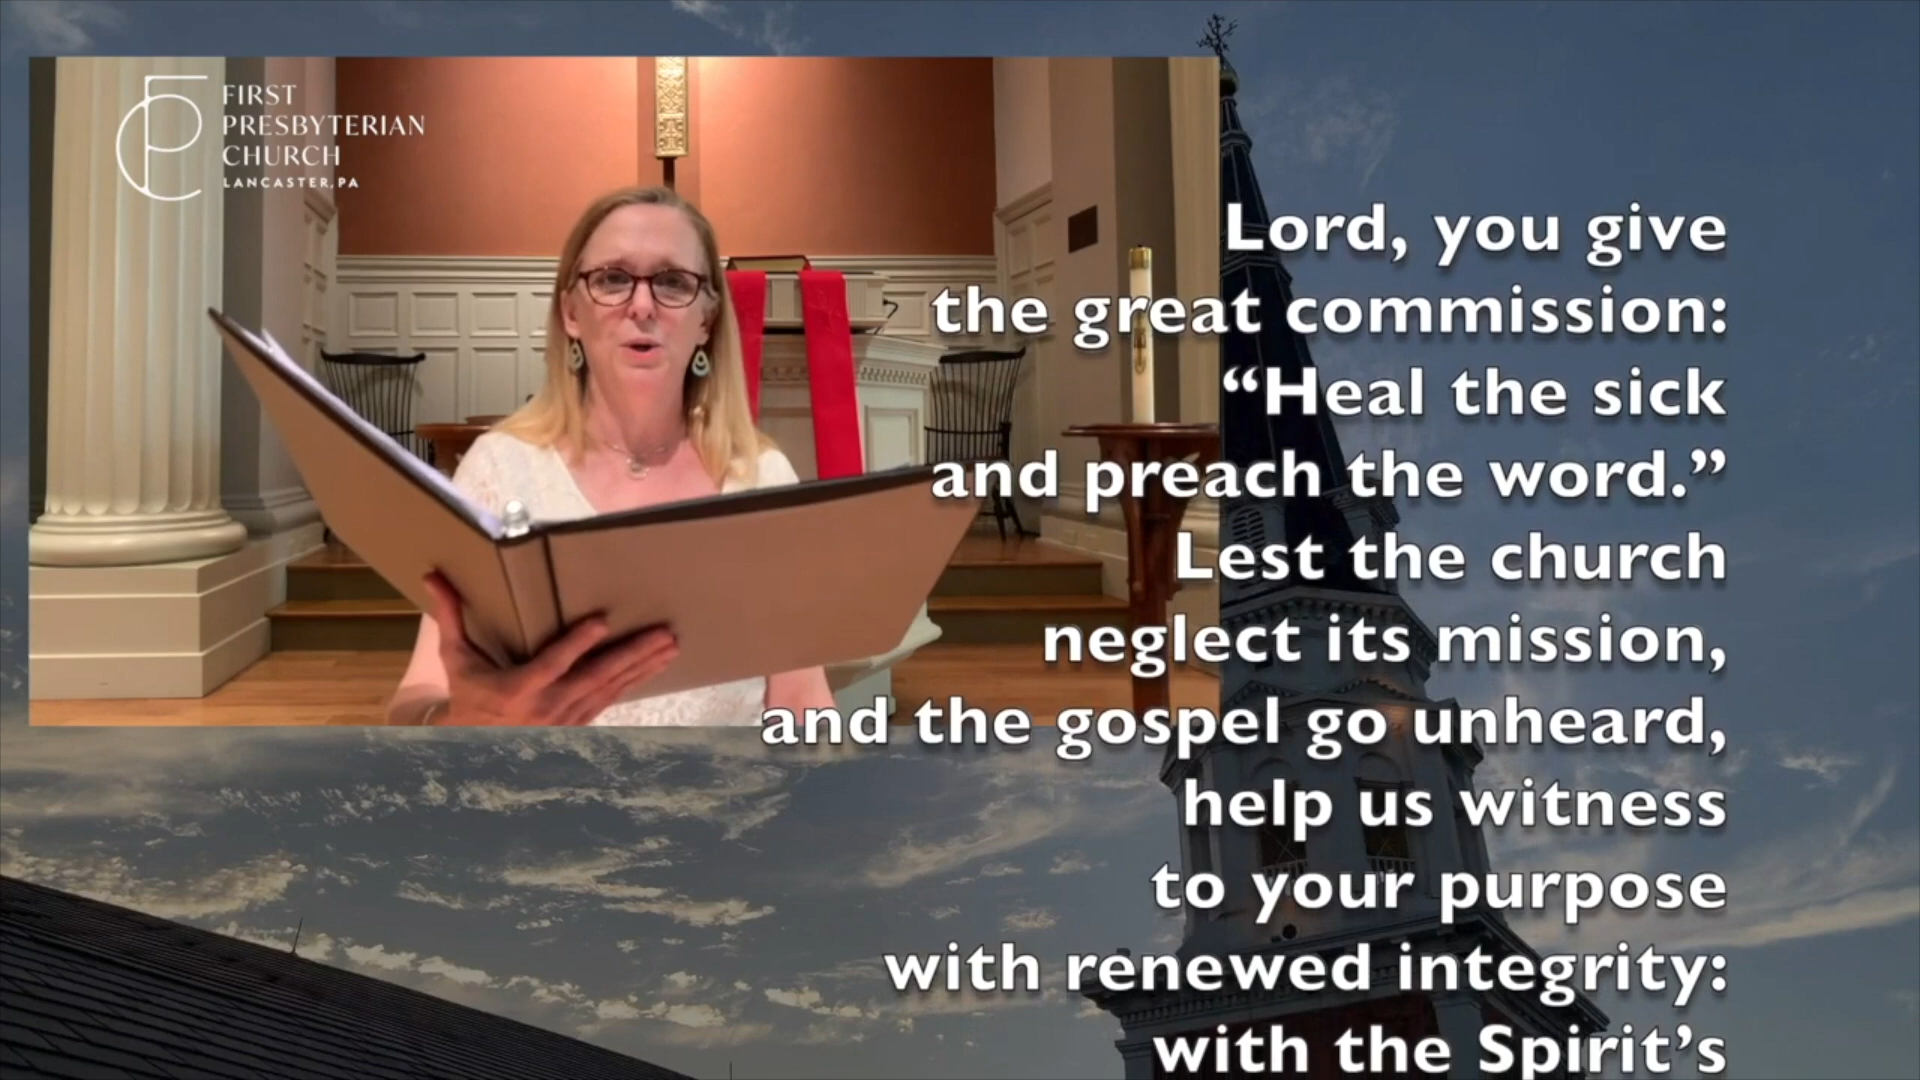 FIRST
PRESBYTERIAN
CHURCH
LANCASTER, PA
Lord, you give
the great commission:
“Heal the sick
and preach the word.”
Lest the church
neglect its mission,
and the gospel go unheard,
help us witness
to your purpose
with renewed integrity:
with the Spirit’s